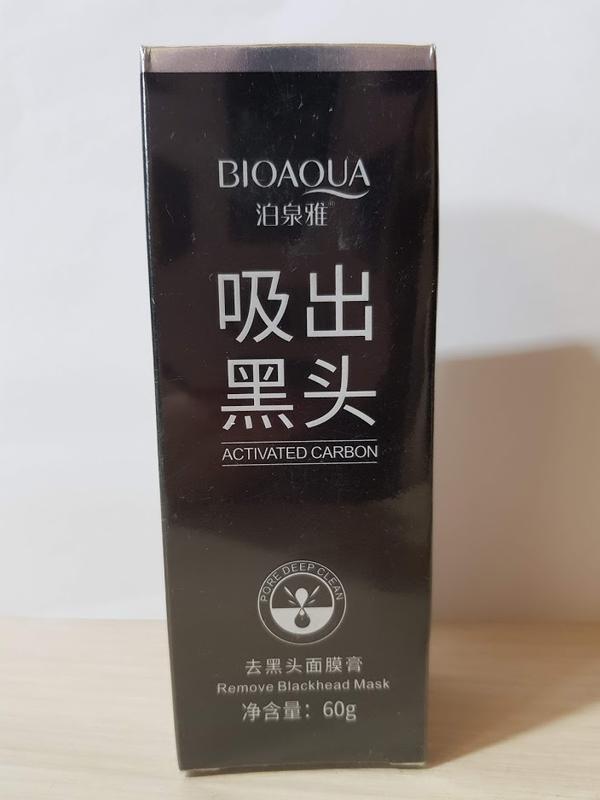 BIOAQUA
泊泉雅®
吸出
黑头
ACTIVATED CARBON
PORE DEEP CLEAN
去黑头面膜膏
Remove Blackhead Mask
净含量：60g